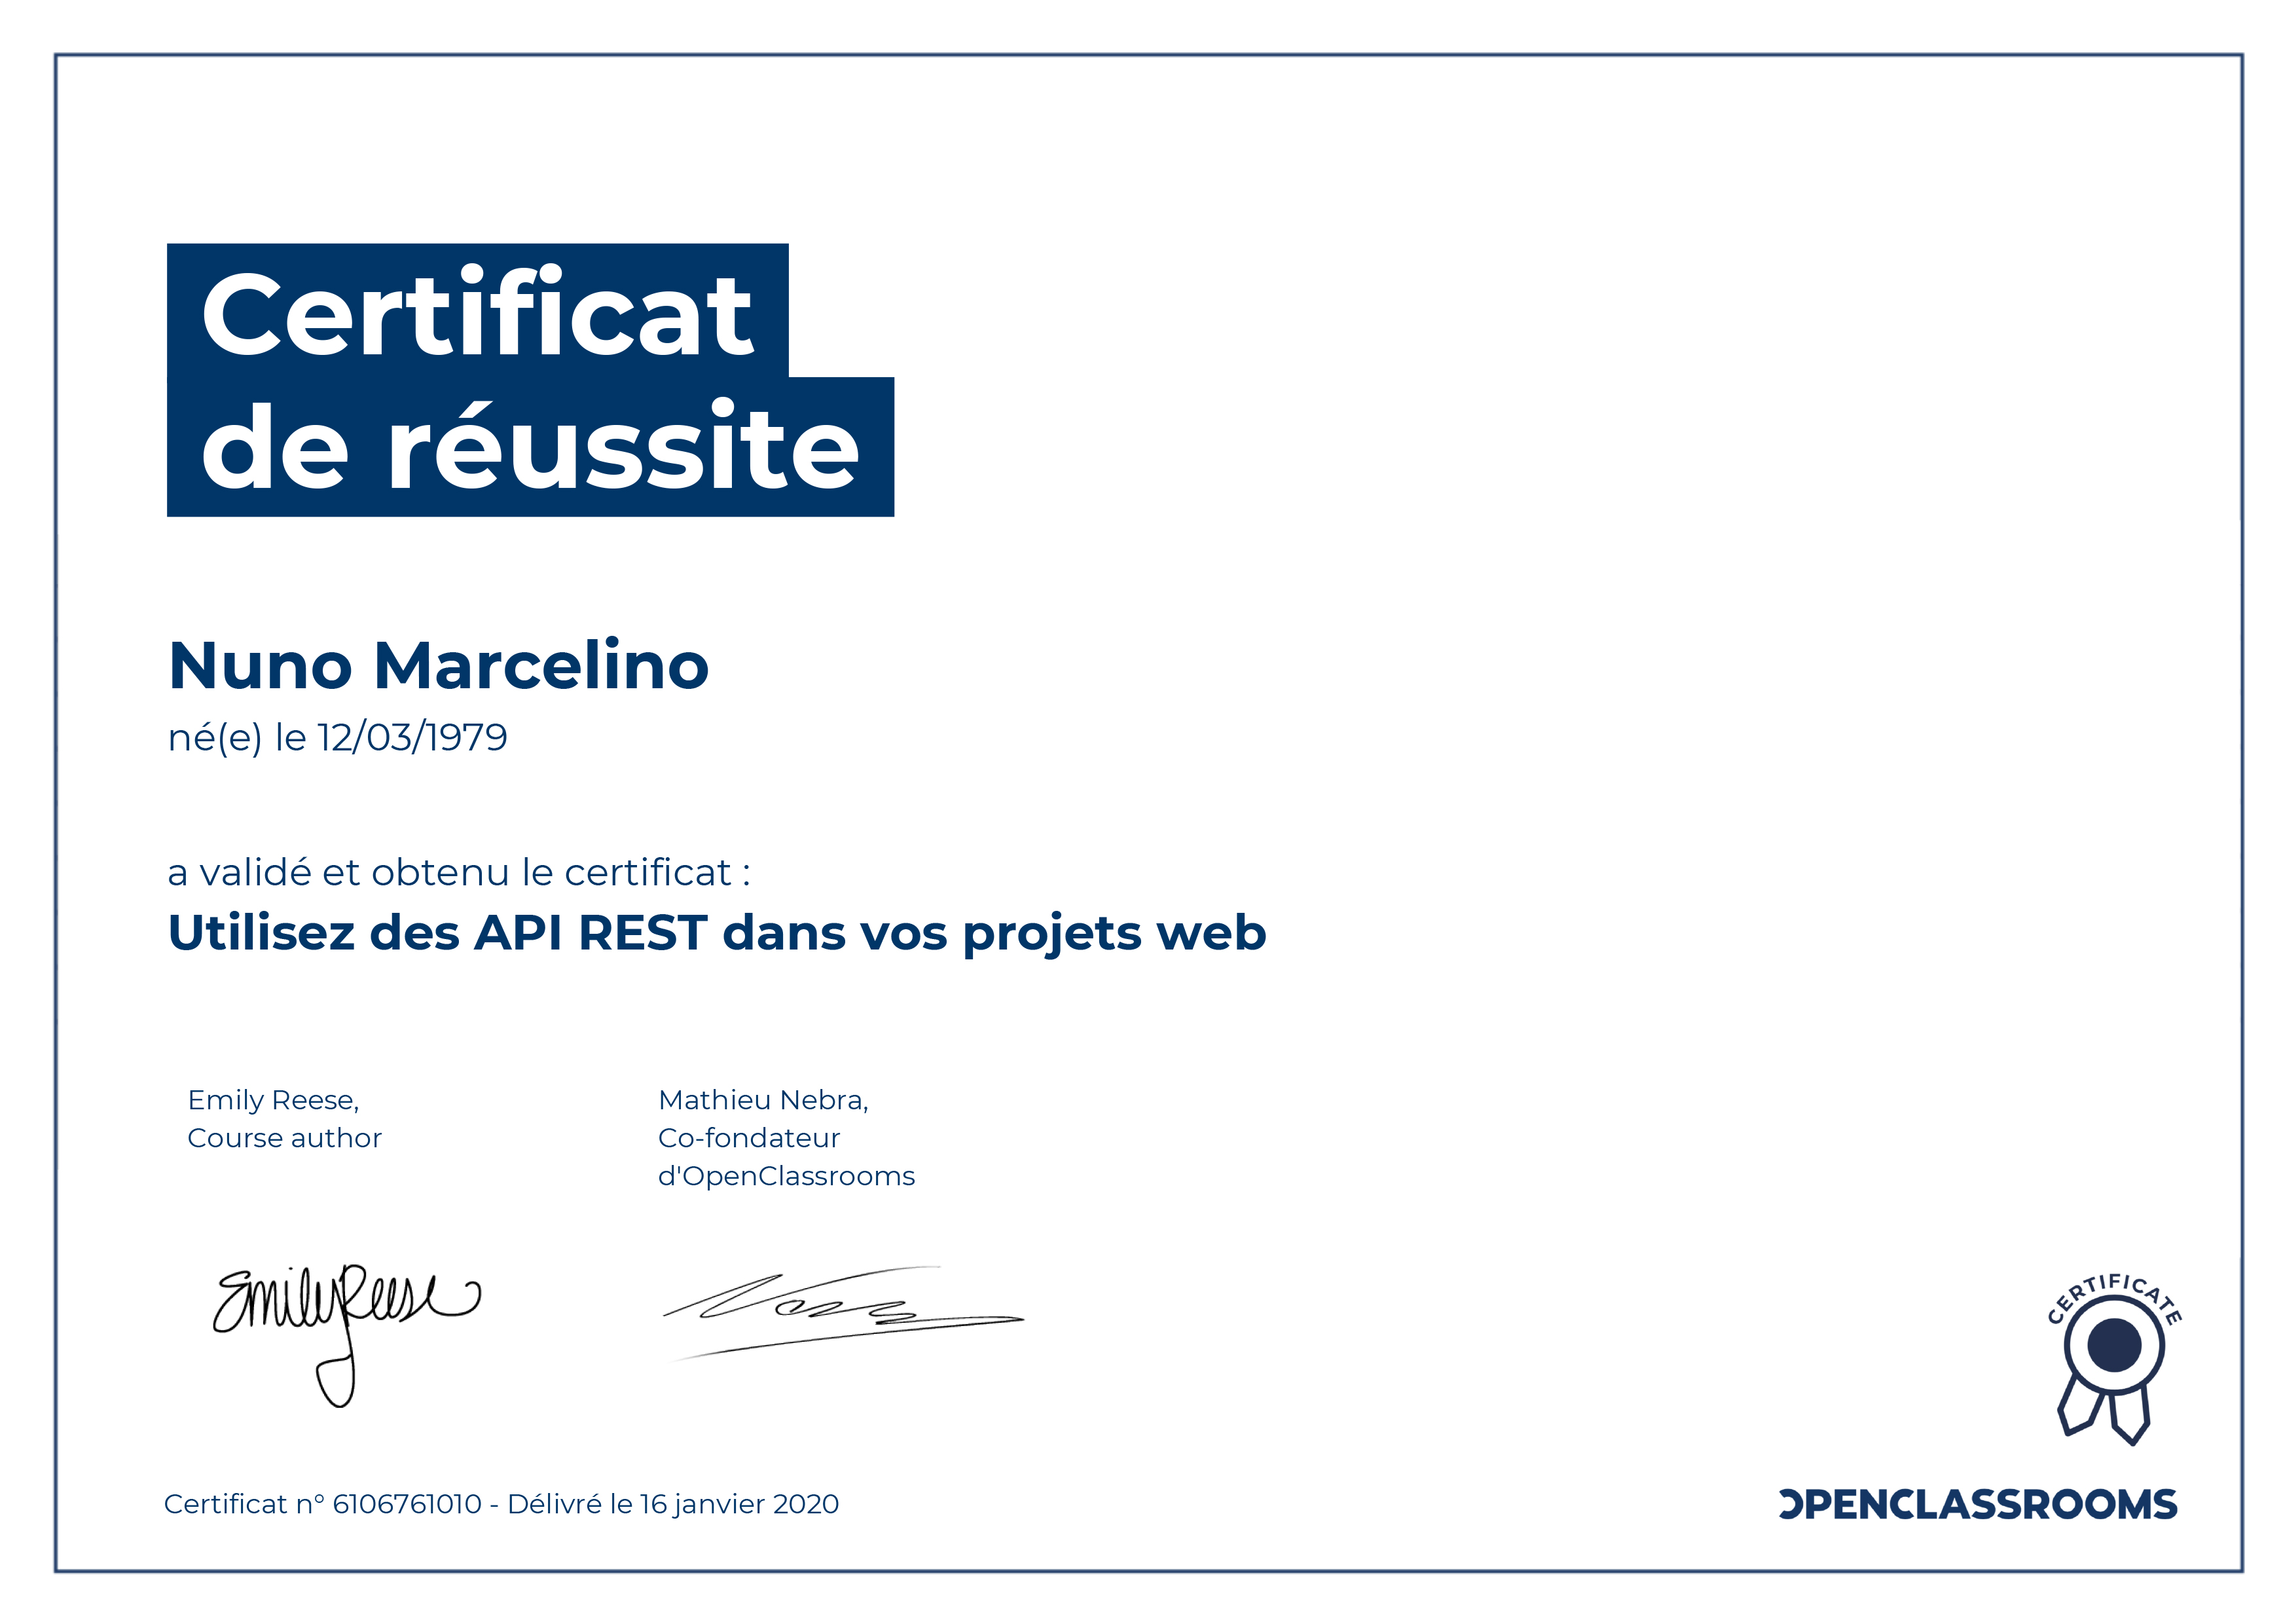 Certificat
de réussite
Nuno Marcelino
né(e) le 12/03/1979
a validé et obtenu le certificat :
Utilisez des API REST dans vos projets web
Emily Reese,
Course author
Mathieu Nebra,
Co-fondateur
d'OpenClassrooms
Emily Reese
CERTIFICATE
Certificat n° 6106761010 - Délivré le 16 janvier 2020
OPENCLASSROOMS